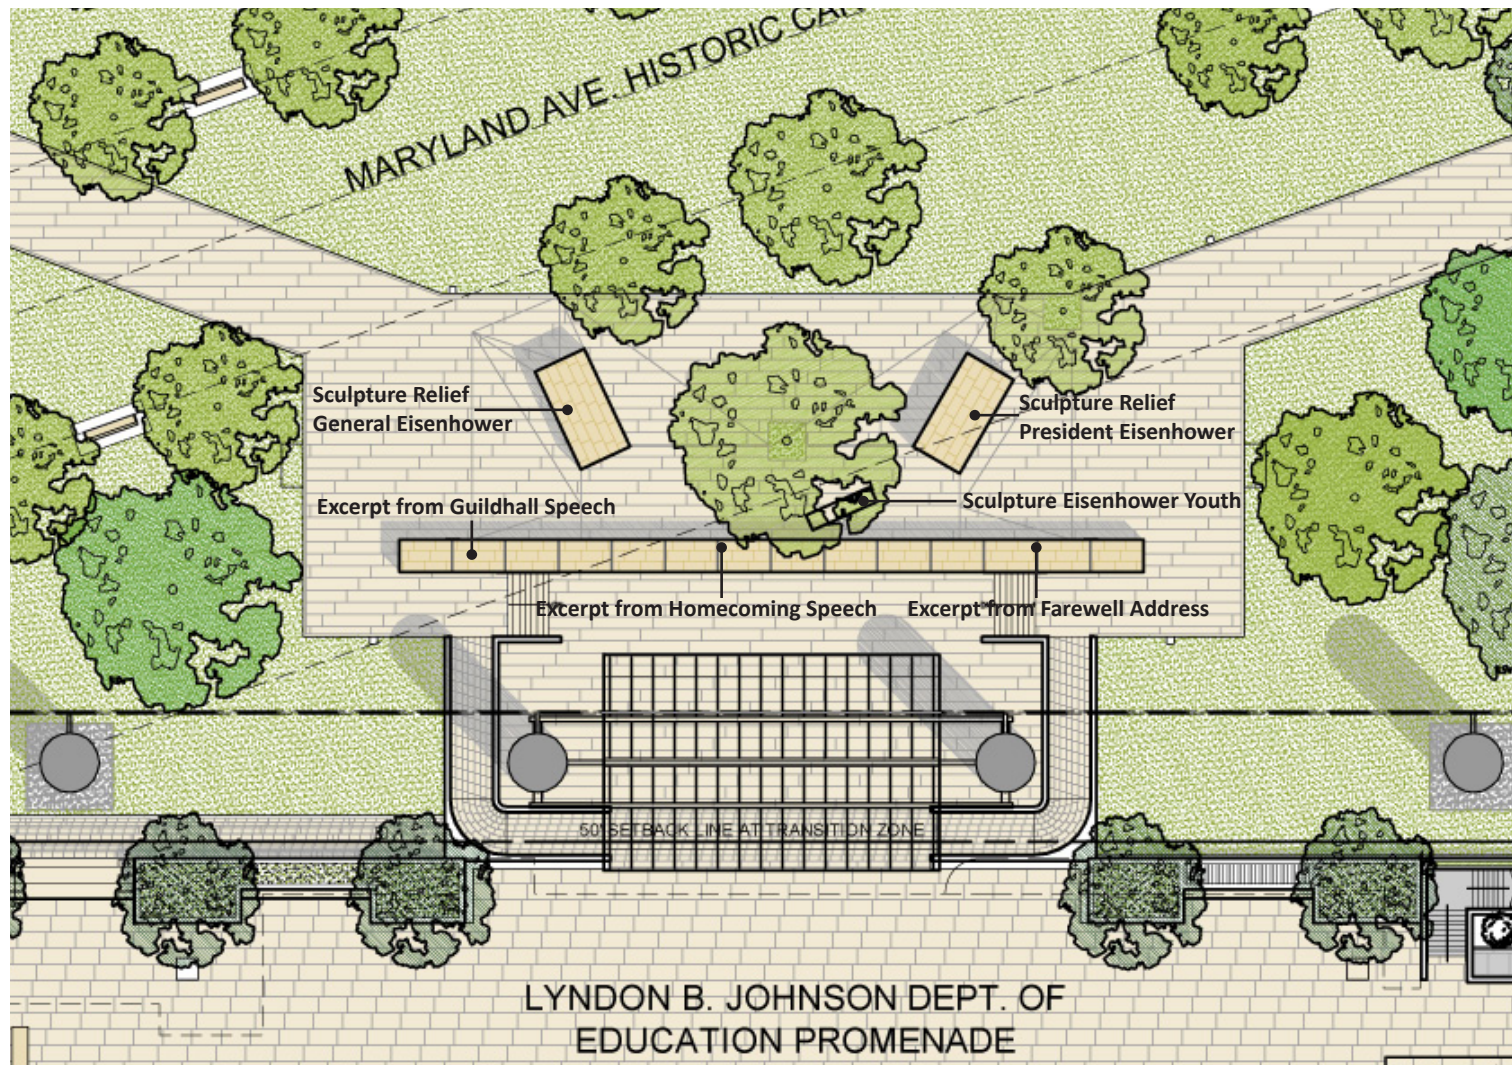 MARYLAND AVE. HISTORIC
Sculpture Relief
General Eisenhower
Sculpture Relief
President Eisenhower
Excerpt from Guildhall Speech
Sculpture Eisenhower Youth
Excerpt from Homecoming Speech
Excerpt from Farewell Address
50' SETBACK LINE AT TRANSITION ZONE
LYNDON B. JOHNSON DEPT. OF
EDUCATION PROMENADE